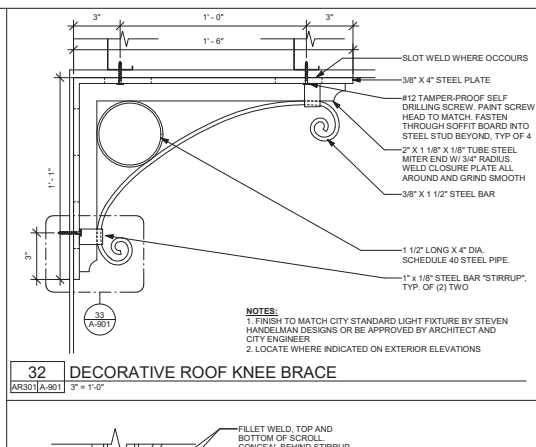 3"
1' - 0"
3"
1' - 6"
SLOT WELD WHERE OCCOURS
3/8" X 4" STEEL PLATE
#12 TAMPER-PROOF SELF
DRILLING SCREW. PAINT SCREW
HEAD TO MATCH. FASTEN
THROUGH SOFFIT BOARD INTO
STEEL STUD BEYOND, TYP OF 4
2" X 1 1/8" X 1/8" TUBE STEEL
MITER END W/ 3/4" RADIUS.
WELD CLOSURE PLATE ALL
AROUND AND GRIND SMOOTH
3/8" X 1 1/2" STEEL BAR
1' - 1"
3"
1 1/2" LONG X 4" DIA.
SCHEDULE 40 STEEL PIPE.
1" x 1/8" STEEL BAR "STIRRUP",
TYP. OF (2) TWO
33
A-901
NOTES:
1. FINISH TO MATCH CITY STANDARD LIGHT FIXTURE BY STEVEN
HANDELMAN DESIGNS OR BE APPROVED BY ARCHITECT AND
CITY ENGINEER
2. LOCATE WHERE INDICATED ON EXTERIOR ELEVATIONS
32 DECORATIVE ROOF KNEE BRACE
AR301 A-901 3" = 1'-0"
FILLET WELD, TOP AND
BOTTOM OF SCROLL.
CONCEAL BEHIND STIRRUP